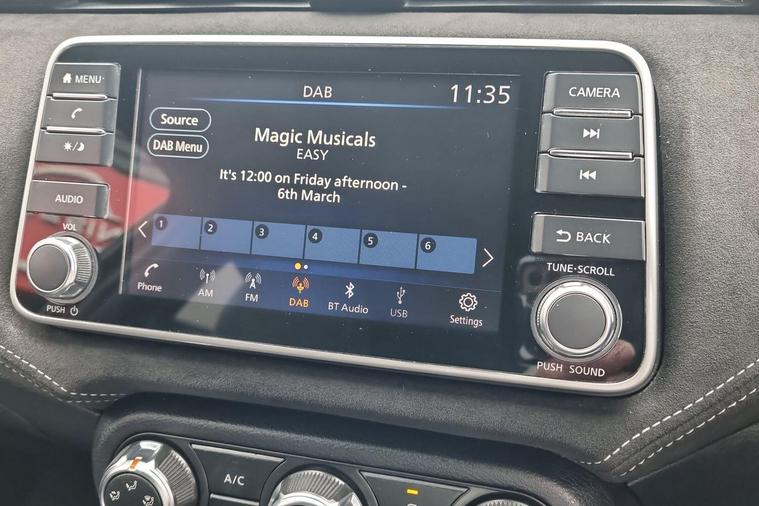 MENU
DAB
11:35
CAMERA
Source
DAB Menu
Magic Musicals
EASY
It's 12:00 on Friday afternoon -
6th March
AUDIO
VOL
PUSH
1
2
3
4
5
6
BACK
TUNE·SCROLL
Phone
AM
FM
DAB
BT Audio
USB
Settings
PUSH SOUND
A/C